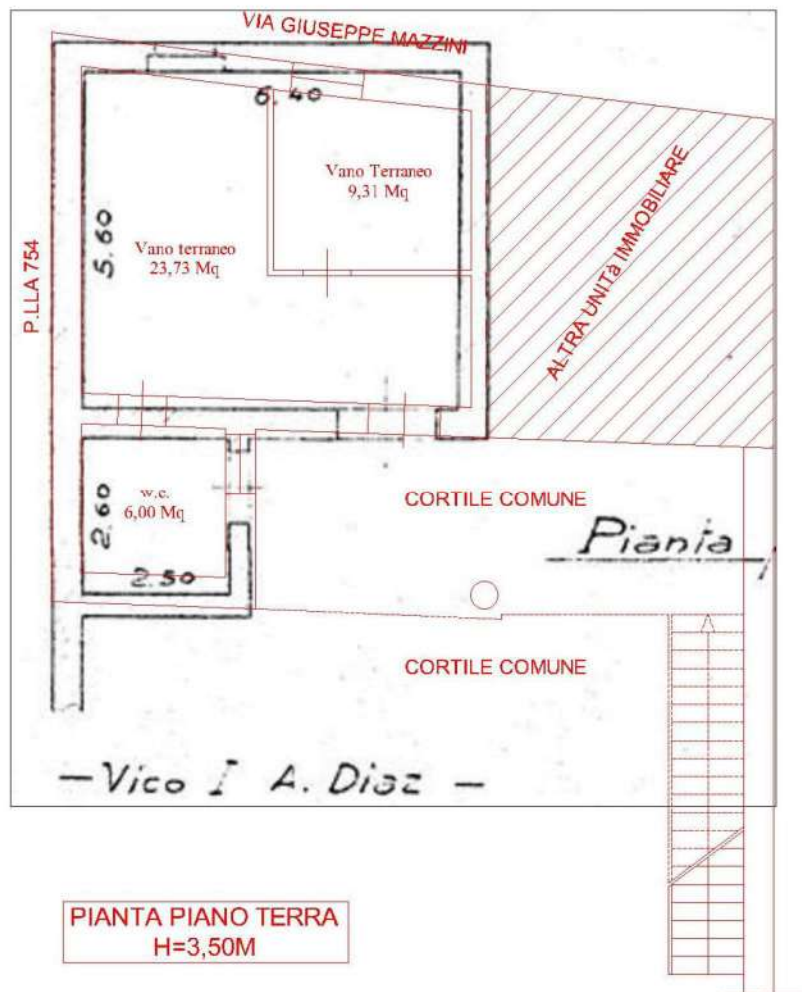 VIA GIUSEPPE MAZZINI
6.40
Vano Terraneo
9,31 Mq
5.60
Vano terraneo
23,73 Mq
P.LLA 754
ALTRA UNITà IMMOBILIARE
w.c.
6,00 Mq
2.60
2.50
CORTILE COMUNE
Pianta
CORTILE COMUNE
— Vico I A. Diaz —
PIANTA PIANO TERRA
H=3,50M